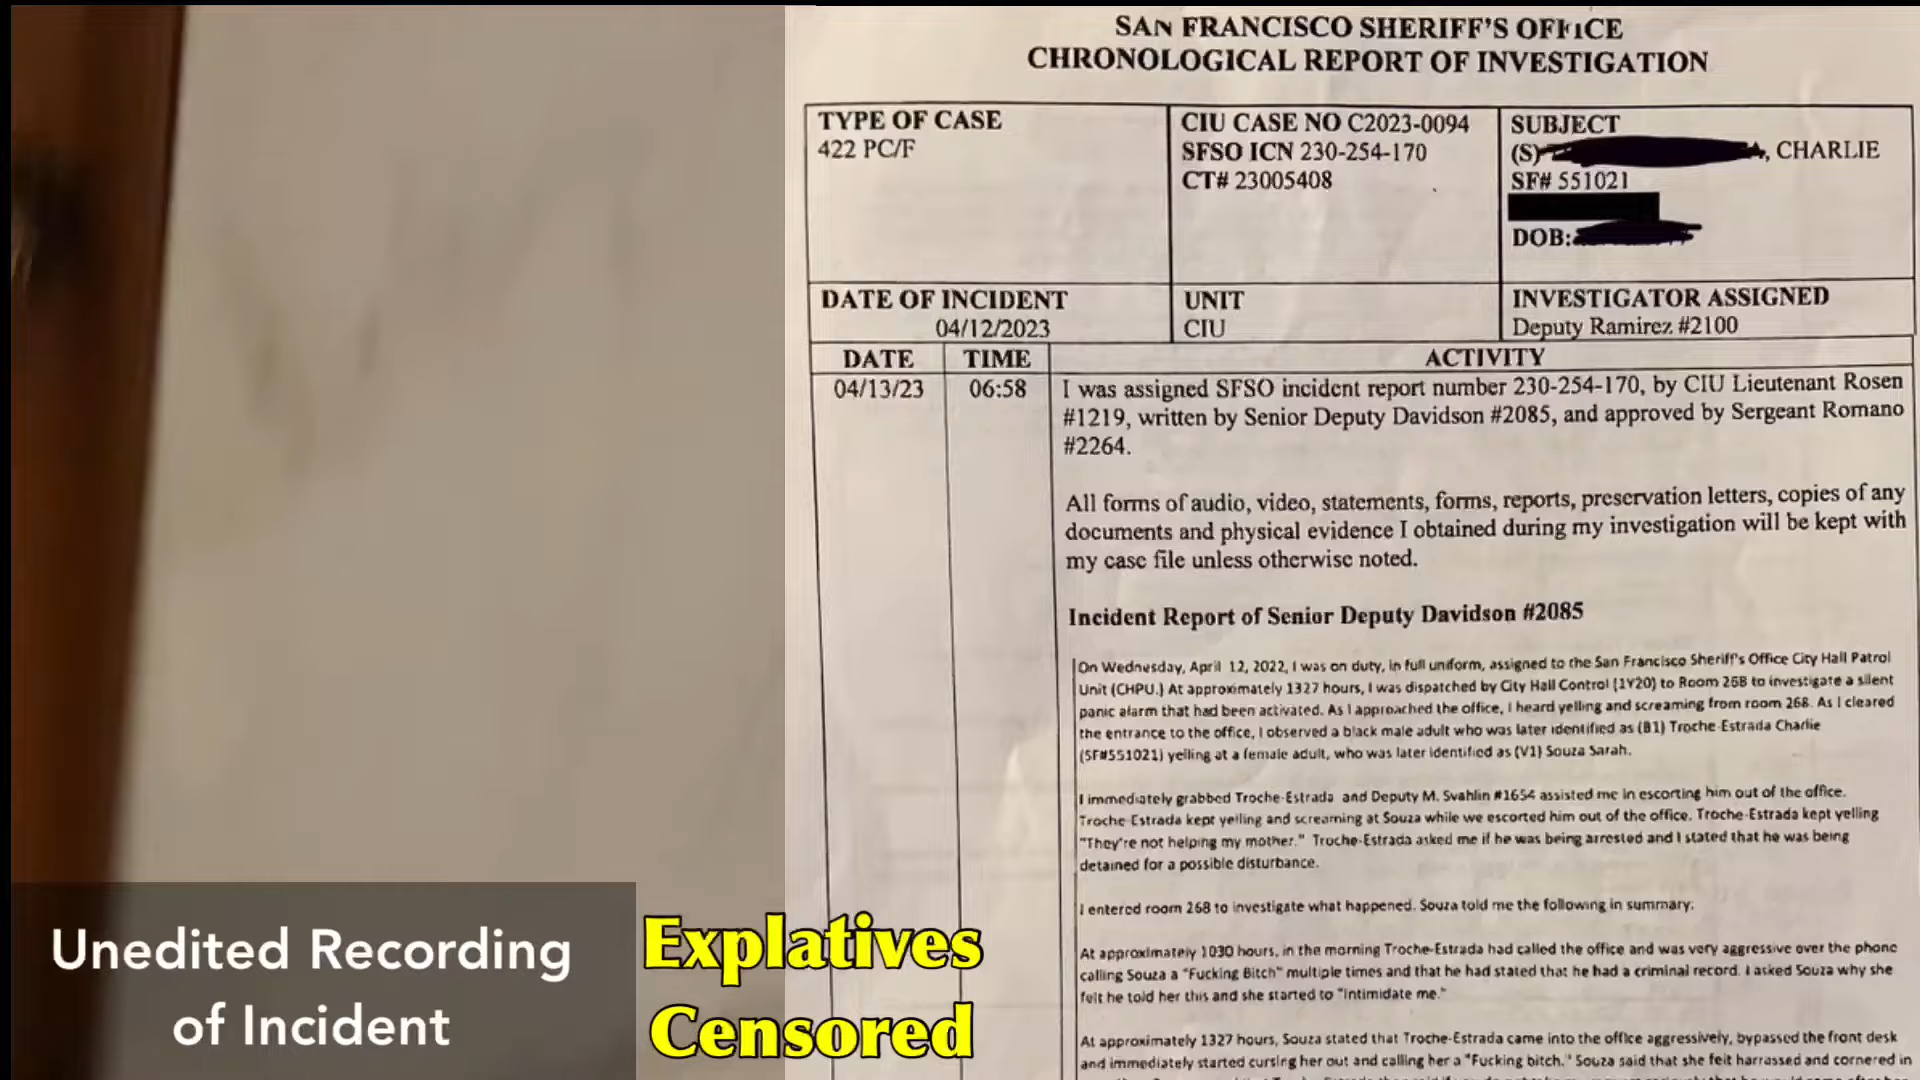 SAN FRANCISCO SHERIFF'S OFFICE
CHRONOLOGICAL REPORT OF INVESTIGATION
TYPE OF CASE
422 PC/F
CIU CASE NO C2023-0094
SFSO ICN 230-254-170
CT# 23005408
SUBJECT
(S) , CHARLIE
SF# 551021
DOB:
DATE OF INCIDENT
04/12/2023
UNIT
CIU
INVESTIGATOR ASSIGNED
Deputy Ramirez #2100
DATE
TIME
ACTIVITY
04/13/23
06:58
I was assigned SFSO incident report number 230-254-170, by CIU Lieutenant Rosen
#1219, written by Senior Deputy Davidson #2085, and approved by Sergeant Romano
#2264.
All forms of audio, video, statements, forms, reports, preservation letters, copies of any
documents and physical evidence I obtained during my investigation will be kept with
my case file unless otherwise noted.
Incident Report of Senior Deputy Davidson #2085
On Wednesday, April 12, 2022, I was on duty, in full uniform, assigned to the San Francisco Sheriff's Office City Hall Patrol
Unit (CHPU.) At approximately 1327 hours, I was dispatched by City Hall Control (1Y20) to Room 268 to investigate a silent
panic alarm that had been activated. As I approached the office, I heard yelling and screaming from room 268. As I cleared
the entrance to the office, I observed a black male adult who was later identified as (B1) Troche-Estrada Charlie
(SF#551021) yelling at a female adult, who was later identified as (V1) Souza Sarah.
I immediately grabbed Troche-Estrada and Deputy M. Svahlin #1654 assisted me in escorting him out of the office.
Troche-Estrada kept yelling and screaming at Souza while we escorted him out of the office. Troche-Estrada kept yelling
"They're not helping my mother." Troche-Estrada asked me if he was being arrested and I stated that he was being
detained for a possible disturbance.
I entered room 268 to investigate what happened. Souza told me the following in summary:
At approximately 1030 hours, in the morning Troche-Estrada had called the office and was very aggressive over the phone
calling Souza a "Fucking Bitch" multiple times and that he had stated that he had a criminal record. I asked Souza why she
felt he told her this and she started to "Intimidate me."
At approximately 1327 hours, Souza stated that Troche-Estrada came into the office aggressively, bypassed the front desk
and immediately started cursing her out and calling her a "Fucking bitch." Souza said that she felt harrassed and cornered in
Unedited Recording
of Incident
Explatives
Censored